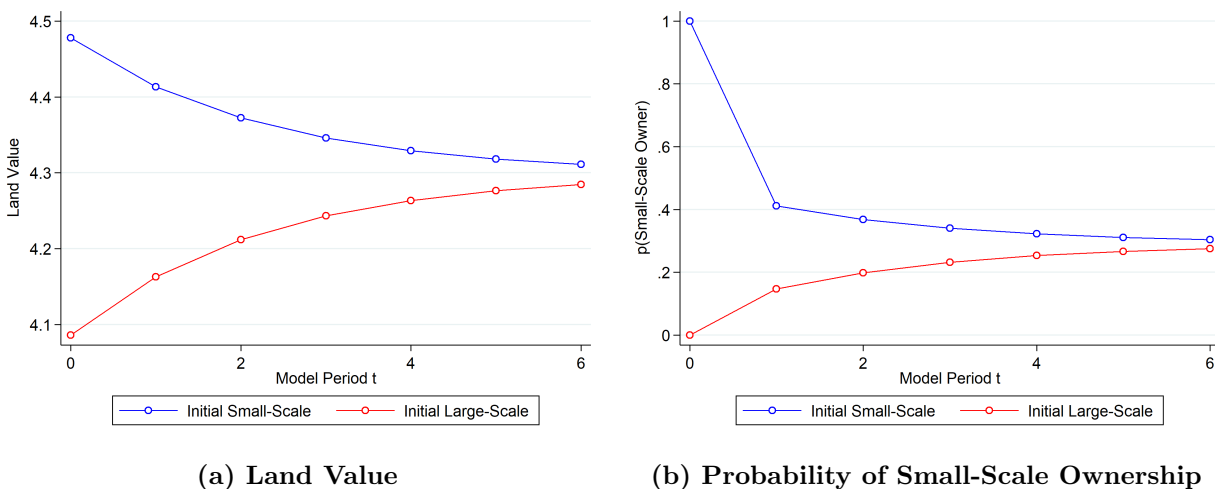 4.5
4.4
4.3
4.2
4.1
Land Value
0 2 4 6
Model Period t
Initial Small-Scale Initial Large-Scale
(a) Land Value
1
.8
.6
.4
.2
0
p(Small-Scale Owner)
0 2 4 6
Model Period t
Initial Small-Scale Initial Large-Scale
(b) Probability of Small-Scale Ownership